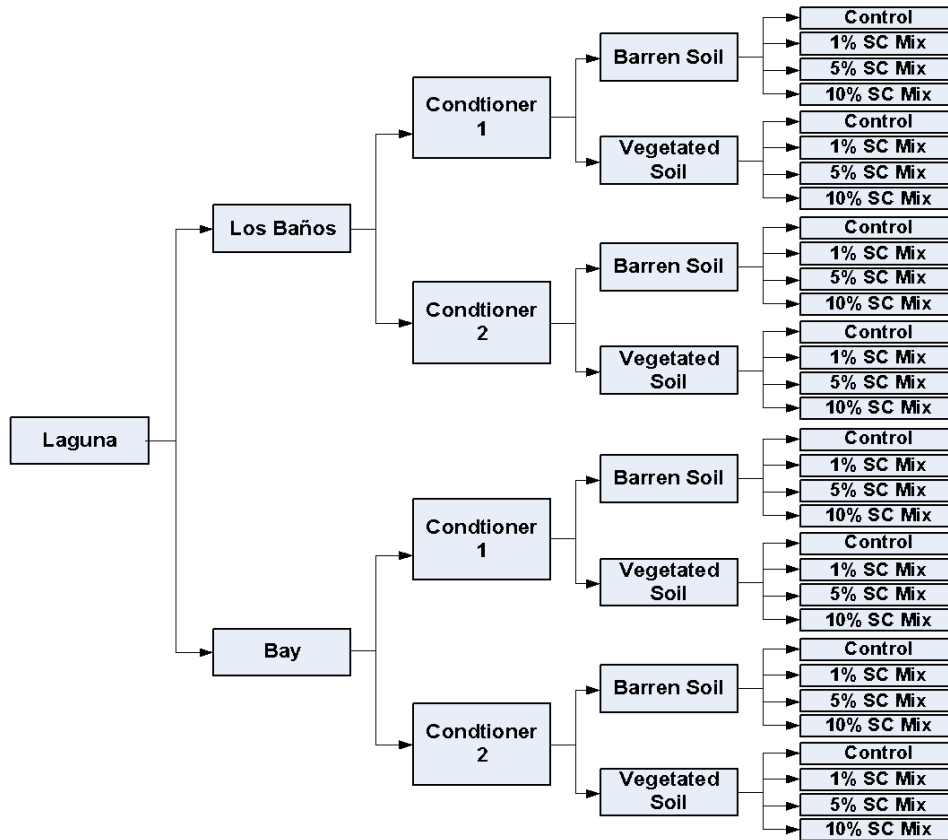 Laguna
Los Baños
Bay
Condtioner
1
Condtioner
2
Condtioner
1
Condtioner
2
Barren Soil
Vegetated
Soil
Barren Soil
Vegetated
Soil
Barren Soil
Vegetated
Soil
Barren Soil
Vegetated
Soil
Control
1% SC Mix
5% SC Mix
10% SC Mix
Control
1% SC Mix
5% SC Mix
10% SC Mix
Control
1% SC Mix
5% SC Mix
10% SC Mix
Control
1% SC Mix
5% SC Mix
10% SC Mix
Control
1% SC Mix
5% SC Mix
10% SC Mix
Control
1% SC Mix
5% SC Mix
10% SC Mix
Control
1% SC Mix
5% SC Mix
10% SC Mix
Control
1% SC Mix
5% SC Mix
10% SC Mix